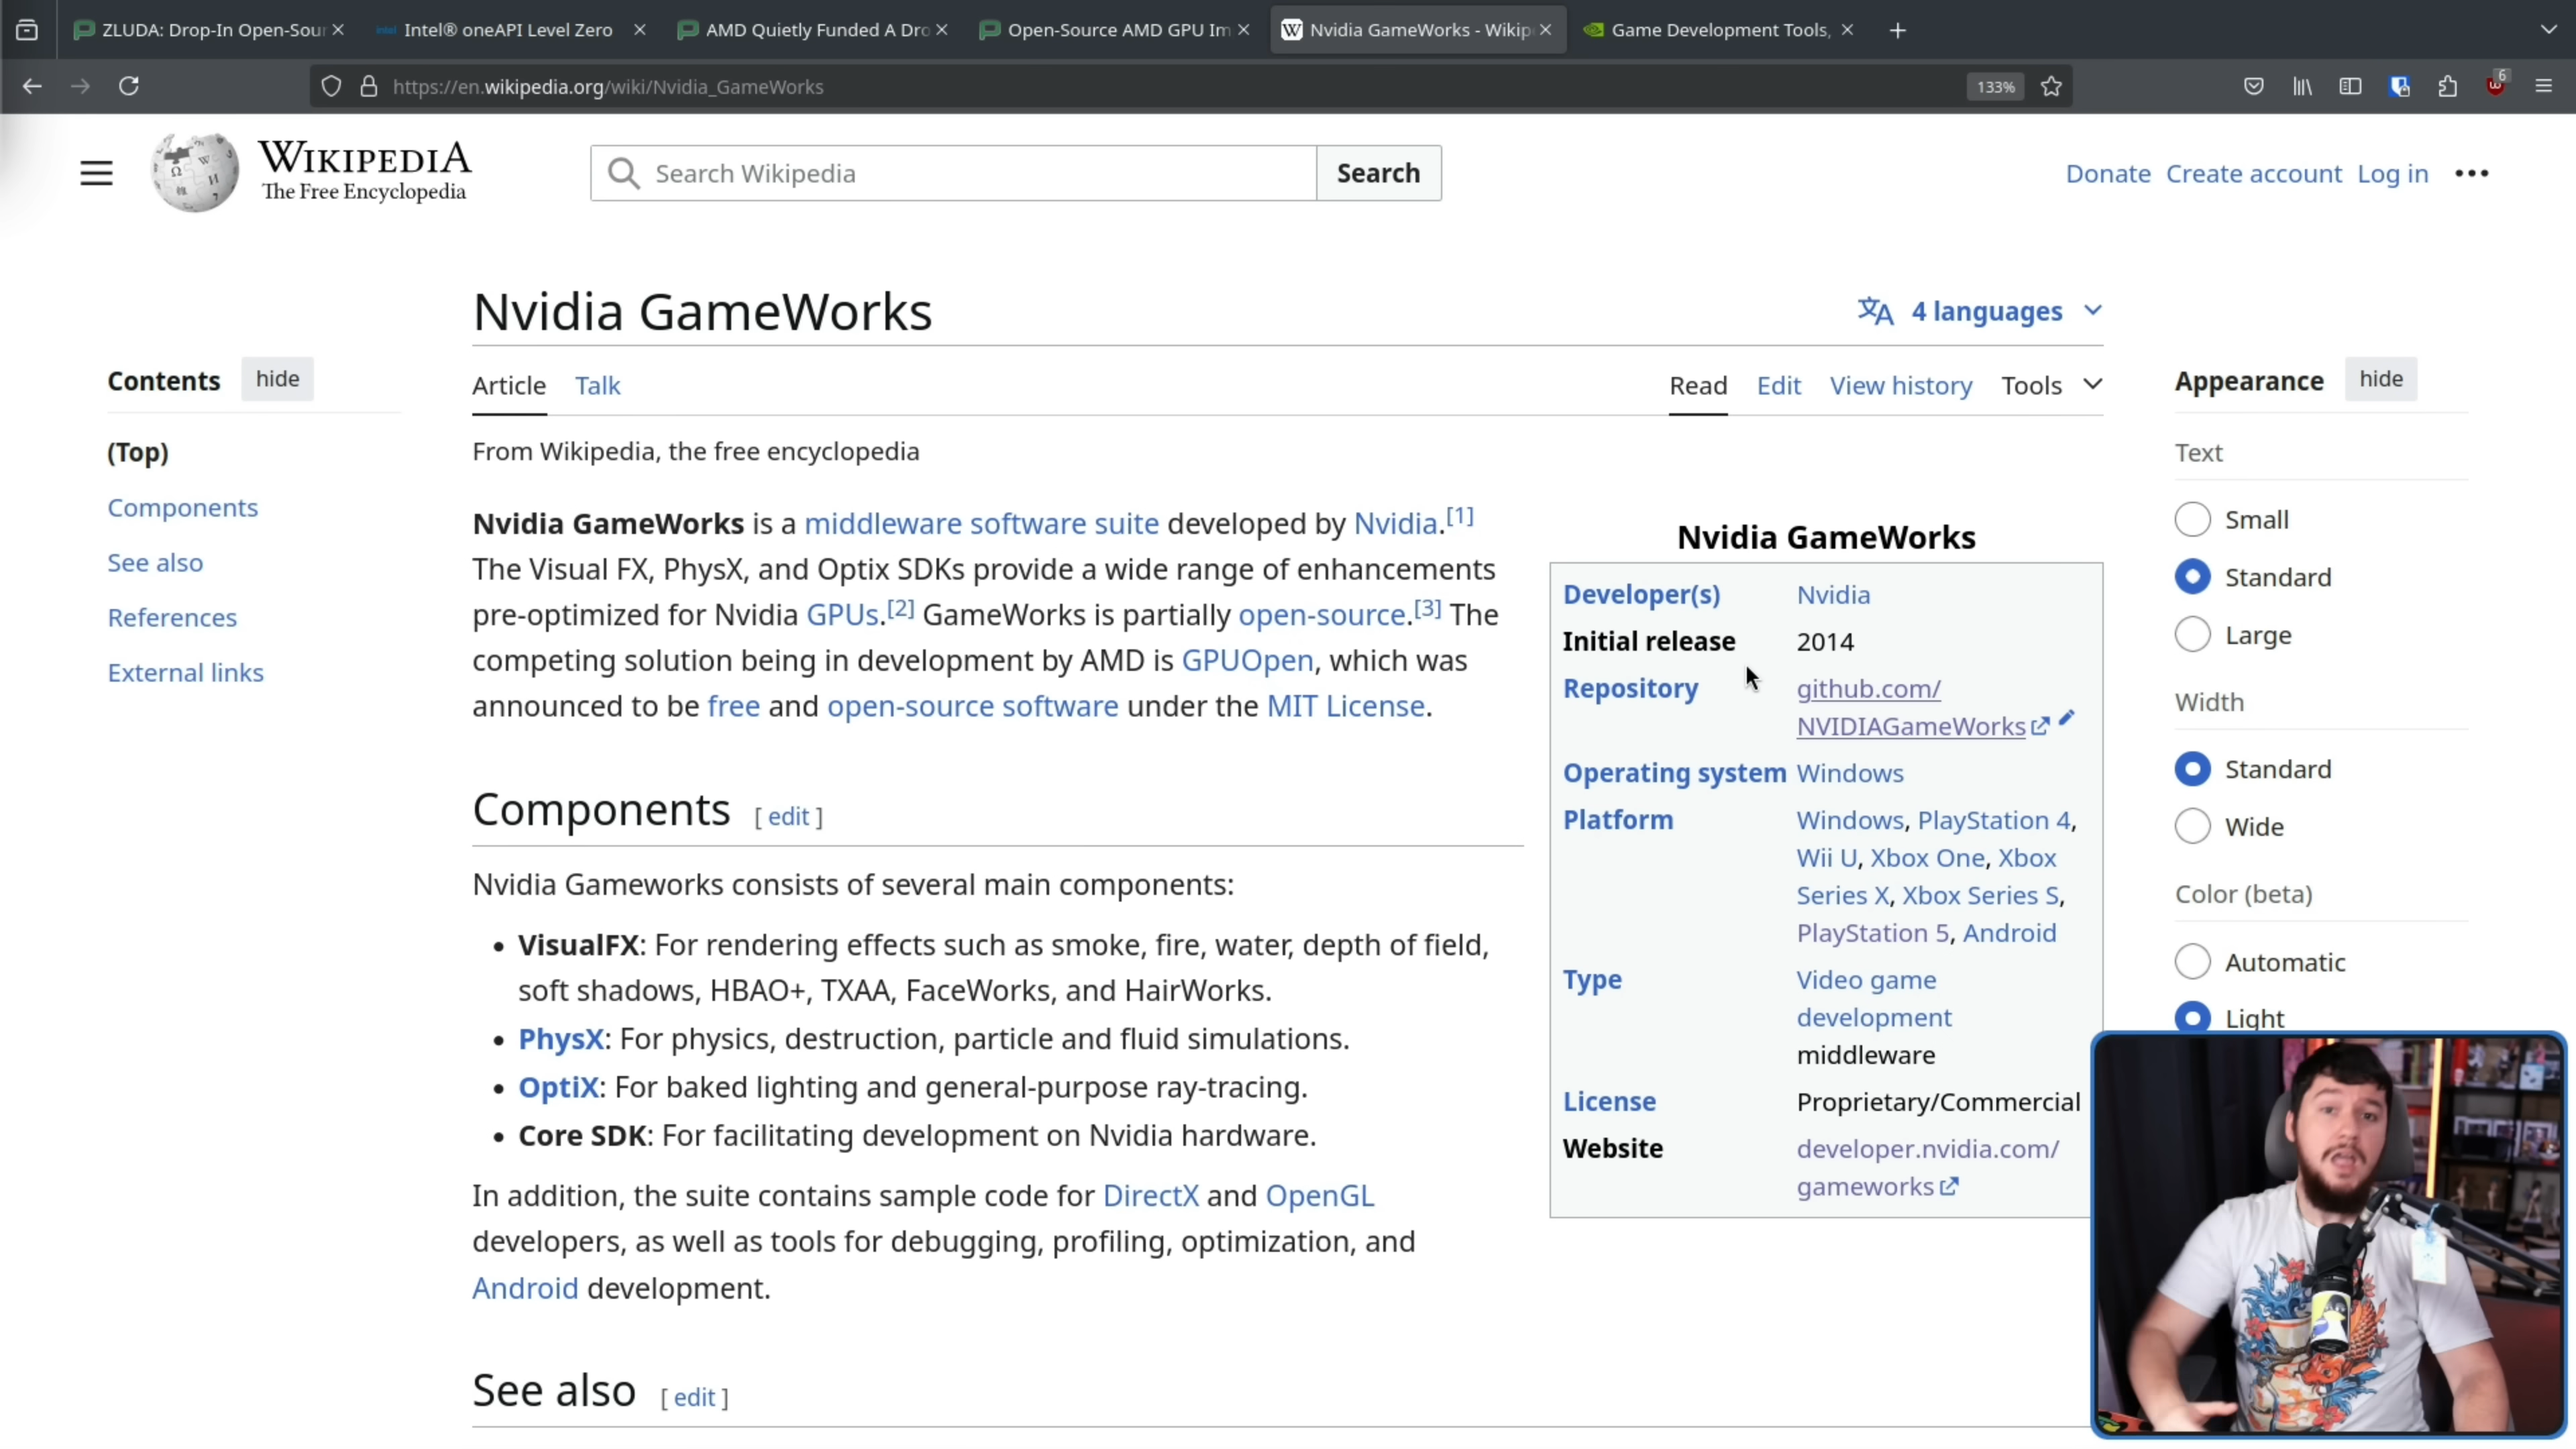 ZLUDA: Drop-In Open-Sour
intel Intel® oneAPI Level Zero
AMD Quietly Funded A Dro
Open-Source AMD GPU Im
W Nvidia GameWorks - Wikip
Game Development Tools,
https://en.wikipedia.org/wiki/Nvidia_GameWorks
133%
6
WIKIPEDIA
The Free Encyclopedia
Search Wikipedia
Search
Donate Create account Log in
Nvidia GameWorks
4 languages
Contents hide
Article Talk
Read Edit View history Tools
Appearance hide
(Top)
Components
See also
References
External links
From Wikipedia, the free encyclopedia
Nvidia GameWorks is a middleware software suite developed by Nvidia.[1]
The Visual FX, PhysX, and Optix SDKs provide a wide range of enhancements
pre-optimized for Nvidia GPUs.[2] GameWorks is partially open-source.[3] The
competing solution being in development by AMD is GPUOpen, which was
announced to be free and open-source software under the MIT License.
Components [ edit ]
Nvidia Gameworks consists of several main components:
• VisualFX: For rendering effects such as smoke, fire, water, depth of field,
soft shadows, HBAO+, TXAA, FaceWorks, and HairWorks.
• PhysX: For physics, destruction, particle and fluid simulations.
• OptiX: For baked lighting and general-purpose ray-tracing.
• Core SDK: For facilitating development on Nvidia hardware.
In addition, the suite contains sample code for DirectX and OpenGL
developers, as well as tools for debugging, profiling, optimization, and
Android development.
See also [ edit ]
Nvidia GameWorks
Developer(s) Nvidia
Initial release 2014
Repository github.com/
NVIDIAGameWorks
Operating system Windows
Platform Windows, PlayStation 4,
Wii U, Xbox One, Xbox
Series X, Xbox Series S,
PlayStation 5, Android
Type Video game
development
middleware
License Proprietary/Commercial
Website developer.nvidia.com/
gameworks
Text
Small
Standard
Large
Width
Standard
Wide
Color (beta)
Automatic
Light